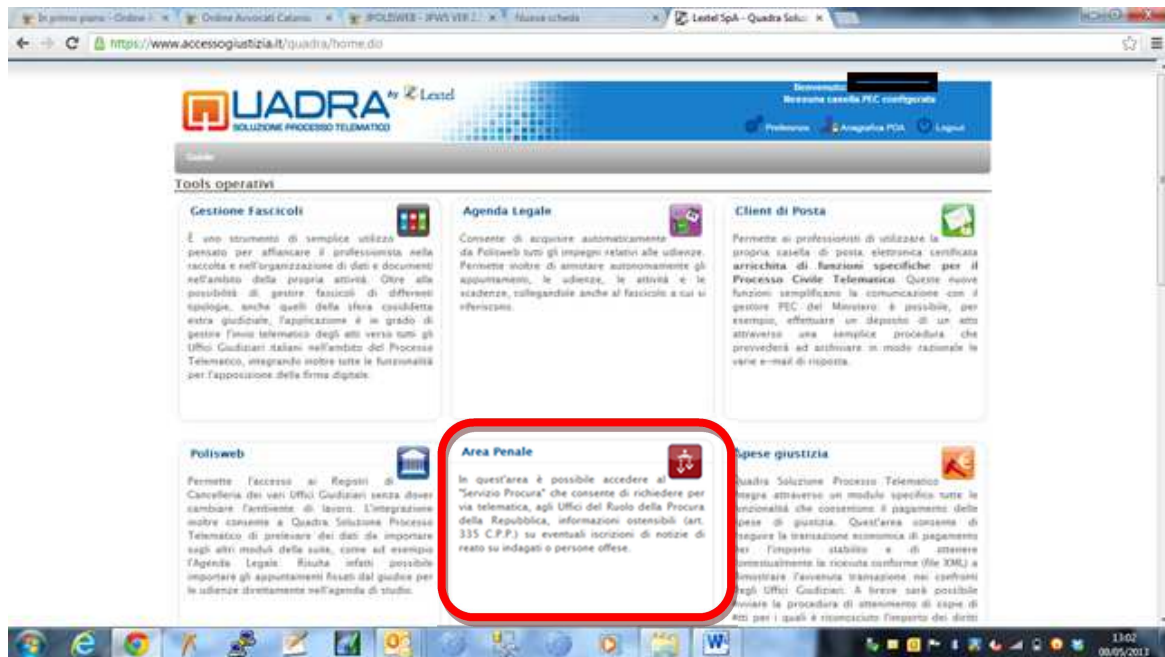 In primo piano - Ordine
Ordine Avvocati Catania
Nuova scheda
Lextel SpA - Quadra Soluz
https://www.accessogiustizia.it/quadra/home.do
QUADRA by Lextel
SOLUZIONE PROCESSO TELEMATICO
Benvenuto:
Nessuna casella PEC configurata
Preferenze Anagrafica PDA Logout
Guide
Tools operativi
Gestione Fascicoli
È uno strumento di semplice utilizzo
pensato per affiancare il professionista nella
raccolta e nell'organizzazione di dati e documenti
nell'ambito della propria attività. Oltre alla
possibilità di gestire fascicoli di differenti
tipologie, anche quelli della sfera cosiddetta
extra giudiziale, l'applicazione è in grado di
gestire l'invio telematico degli atti verso tutti gli
Uffici Giudiziari italiani nell'ambito del Processo
Telematico, integrando inoltre tutte le funzionalità
per l'apposizione della firma digitale.
Agenda Legale
Consente di acquisire automaticamente
da Polisweb tutti gli impegni relativi alle udienze.
Permette inoltre di annotare autonomamente gli
appuntamenti, le udienze, le attività e le
scadenze, collegandole anche al fascicolo a cui si
riferiscono.
Client di Posta
Permette ai professionisti di utilizzare la
propria casella di posta elettronica certificata
arricchita di funzioni specifiche per il
Processo Civile Telematico. Queste nuove
funzioni semplificano la comunicazione con il
gestore PEC del Ministero: è possibile, per
esempio, effettuare un deposito di un atto
attraverso una semplice procedura che
provvederà ad archiviare in modo razionale le
varie e-mail di risposta.
Polisweb
Permette l'accesso ai Registri di
Cancelleria dei vari Uffici Giudiziari senza dover
cambiare l'ambiente di lavoro. L'integrazione
inoltre consente a Quadra Soluzione Processo
Telematico di prelevare dei dati da importare
sugli altri moduli della suite, come ad esempio
l'Agenda Legale. Risulta infatti possibile
importare gli appuntamenti fissati dal giudice per
le udienze direttamente nell'agenda di studio.
Area Penale
In quest'area è possibile accedere al
"Servizio Procura" che consente di richiedere per
via telematica, agli Uffici del Ruolo della Procura
della Repubblica, informazioni ostensibili (art.
335 C.P.P.) su eventuali iscrizioni di notizie di
reato su indagati o persone offese.
Spese giustizia
Quadra Soluzione Processo Telematico
integra attraverso un modulo specifico tutte le
funzionalità che consentono il pagamento delle
spese di giustizia. Quest'area consente di
eseguire la transazione economica di pagamento
per l'importo stabilito e di ottenere
contestualmente la ricevuta conforme (file XML) a
dimostrare l'avvenuta transazione nei confronti
degli Uffici Giudiziari. A breve sarà possibile
inviare la procedura di ottenimento di copie di
atti per i quali è riconosciuto l'importo dei diritti
13:02
08/05/2013